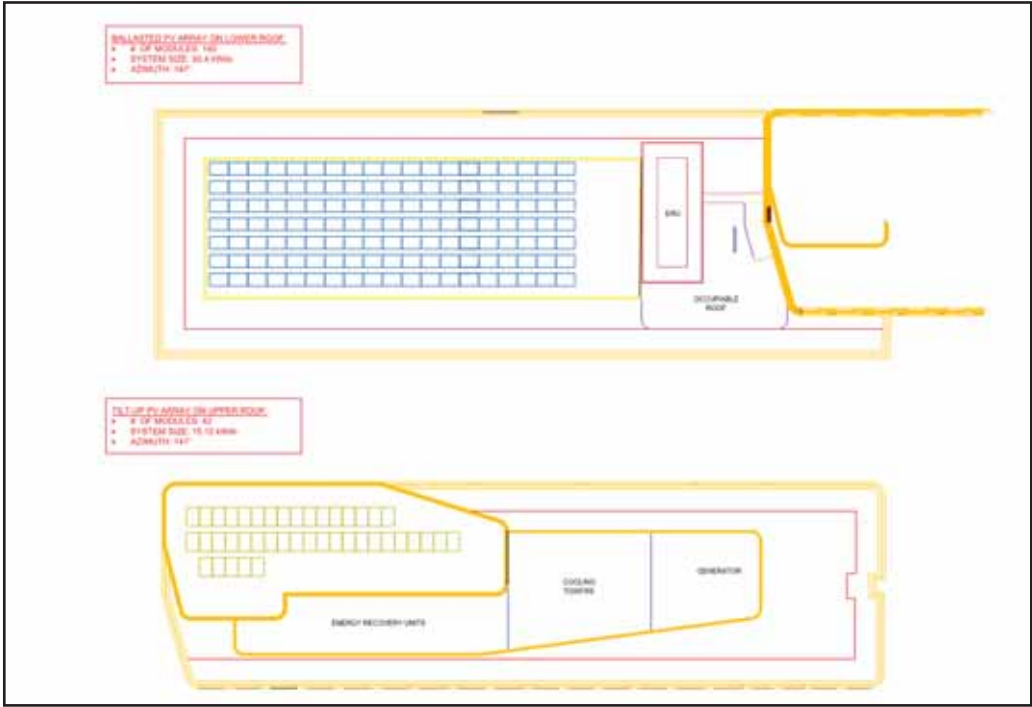 BALLASTED PV ARRAY ON LOWER ROOF:
• # OF MODULES: 140
• SYSTEM SIZE: 50.4 kWdc
• AZIMUTH: 147°
ERU
OCCUPIABLE
ROOF
TILT-UP PV ARRAY ON UPPER ROOF:
• # OF MODULES: 42
• SYSTEM SIZE: 15.12 kWdc
• AZIMUTH: 147°
COOLING
TOWERS
GENERATOR
ENERGY RECOVERY UNITS